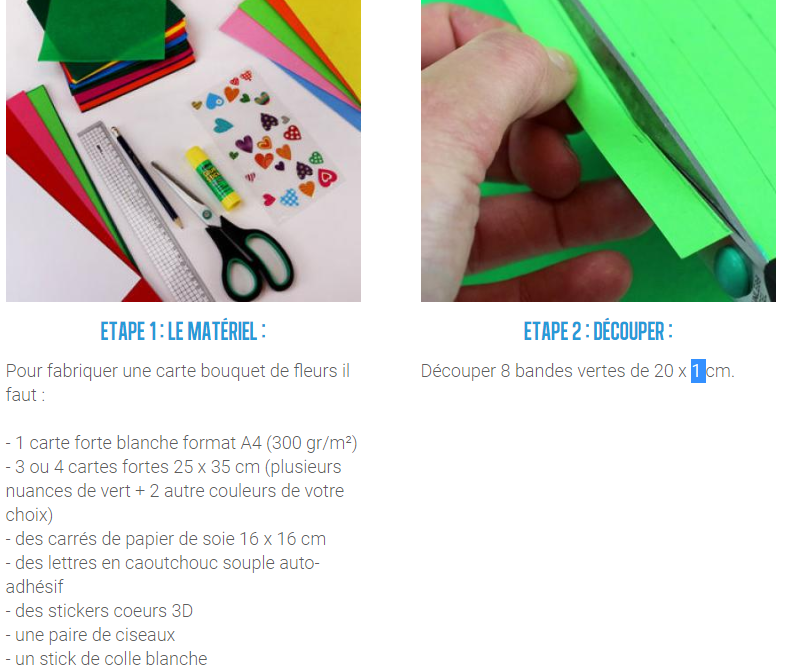 ETAPE 1 : LE MATÉRIEL :
Pour fabriquer une carte bouquet de fleurs il
faut :
- 1 carte forte blanche format A4 (300 gr/m²)
- 3 ou 4 cartes fortes 25 x 35 cm (plusieurs
nuances de vert + 2 autre couleurs de votre
choix)
- des carrés de papier de soie 16 x 16 cm
- des lettres en caoutchouc souple auto-
adhésif
- des stickers coeurs 3D
- une paire de ciseaux
- un stick de colle blanche
ETAPE 2 : DÉCOUPER :
Découper 8 bandes vertes de 20 x 1 cm.